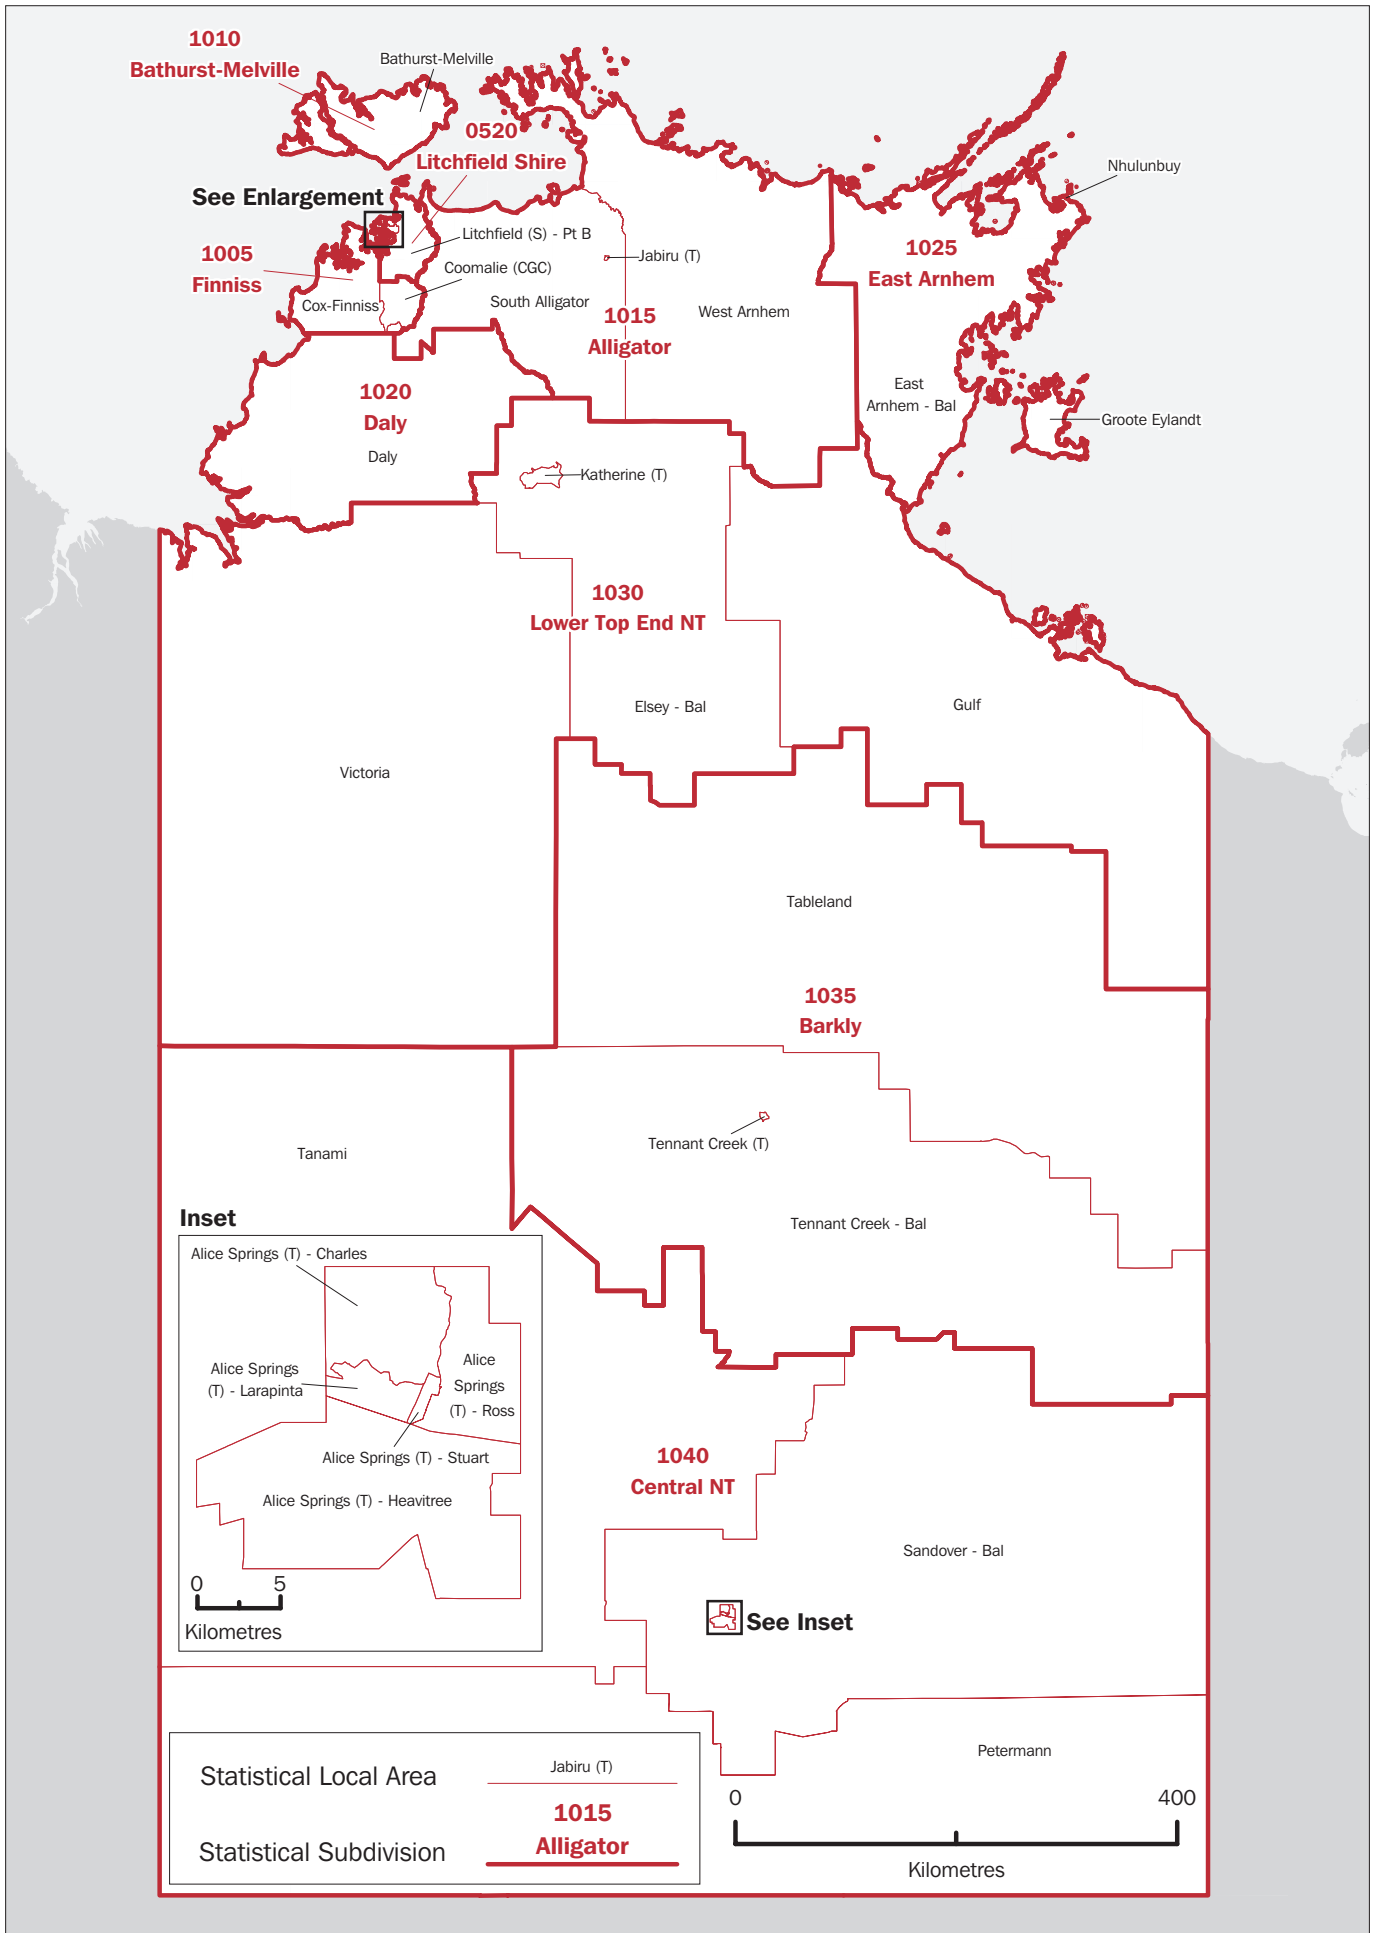 1010
Bathurst-Melville
Bathurst-Melville
0520
Litchfield Shire
See Enlargement
Nhulunbuy
Litchfield (S) - Pt B
1005
Finniss
Coomalie (CGC)
Jabiru (T)
1025
East Arnhem
Cox-Finniss
South Alligator
1015
Alligator
West Arnhem
1020
Daly
Daly
East
Arnhem - Bal
Groote Eylandt
Katherine (T)
1030
Lower Top End NT
Elsey - Bal
Gulf
Victoria
Tableland
1035
Barkly
Tennant Creek (T)
Tanami
Tennant Creek - Bal
Inset
Alice Springs (T) - Charles
Alice Springs
(T) - Larapinta
Alice
Springs
(T) - Ross
Alice Springs (T) - Stuart
Alice Springs (T) - Heavitree
0 5
Kilometres
1040
Central NT
Sandover - Bal
See Inset
Petermann
Statistical Local Area
Jabiru (T)
Statistical Subdivision
1015
Alligator
0 400
Kilometres